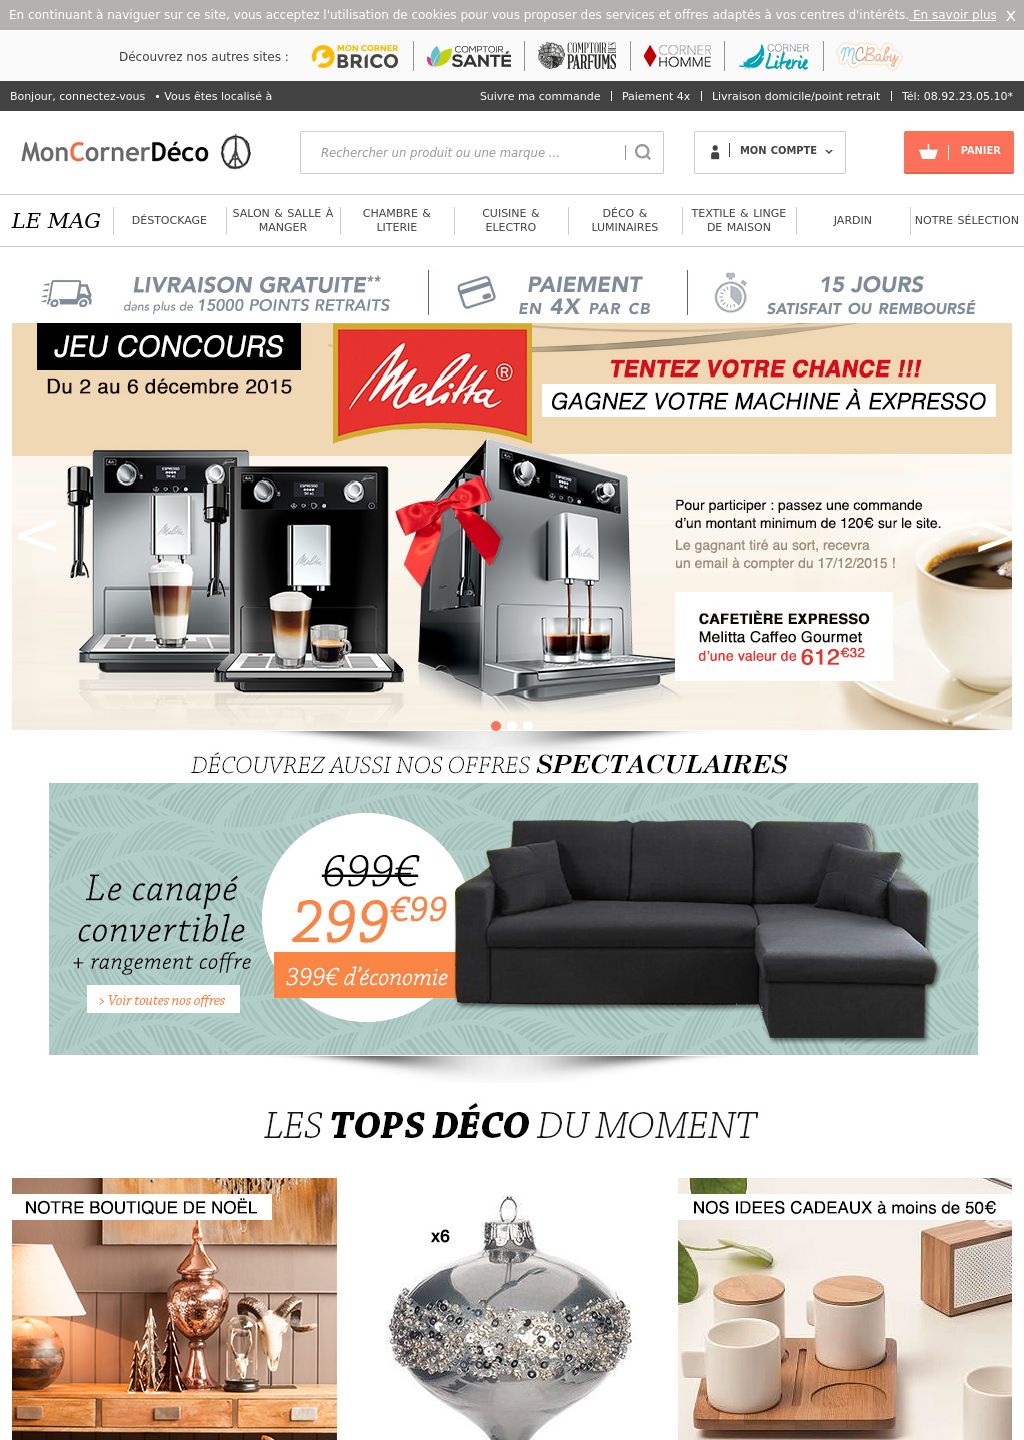 En continuant à naviguer sur ce site, vous acceptez l'utilisation de cookies pour vous proposer des services et offres adaptés à vos centres d'intérêts. En savoir plus X
Découvrez nos autres sites :
MON CORNER BRICO
COMPTOIR SANTÉ
COMPTOIR DES PARFUMS
CORNER HOMME
CORNER Literie
MCBaby
Bonjour, connectez-vous • Vous êtes localisé à
Suivre ma commande | Paiement 4x | Livraison domicile/point retrait | Tél: 08.92.23.05.10*
MonCornerDéco
Rechercher un produit ou une marque ...
MON COMPTE
PANIER
LE MAG
DÉSTOCKAGE
SALON & SALLE À
MANGER
CHAMBRE &
LITERIE
CUISINE &
ELECTRO
DÉCO &
LUMINAIRES
TEXTILE & LINGE
DE MAISON
JARDIN
NOTRE SÉLECTION
LIVRAISON GRATUITE**
dans plus de 15000 POINTS RETRAITS
PAIEMENT
EN 4X PAR CB
15 JOURS
SATISFAIT OU REMBOURSÉ
JEU CONCOURS
Du 2 au 6 décembre 2015
Melitta®
TENTEZ VOTRE CHANCE !!!
GAGNEZ VOTRE MACHINE À EXPRESSO
Melitta
Melitta
Melitta
<
>
Pour participer : passez une commande
d'un montant minimum de 120€ sur le site.
Le gagnant tiré au sort, recevra
un email à compter du 17/12/2015 !
CAFETIÈRE EXPRESSO
Melitta Caffeo Gourmet
d'une valeur de 612€32
DÉCOUVREZ AUSSI NOS OFFRES SPECTACULAIRES
Le canapé
convertible
+ rangement coffre
> Voir toutes nos offres
699€
299€99
399€ d'économie
LES TOPS DÉCO DU MOMENT
NOTRE BOUTIQUE DE NOËL
x6
NOS IDEES CADEAUX à moins de 50€